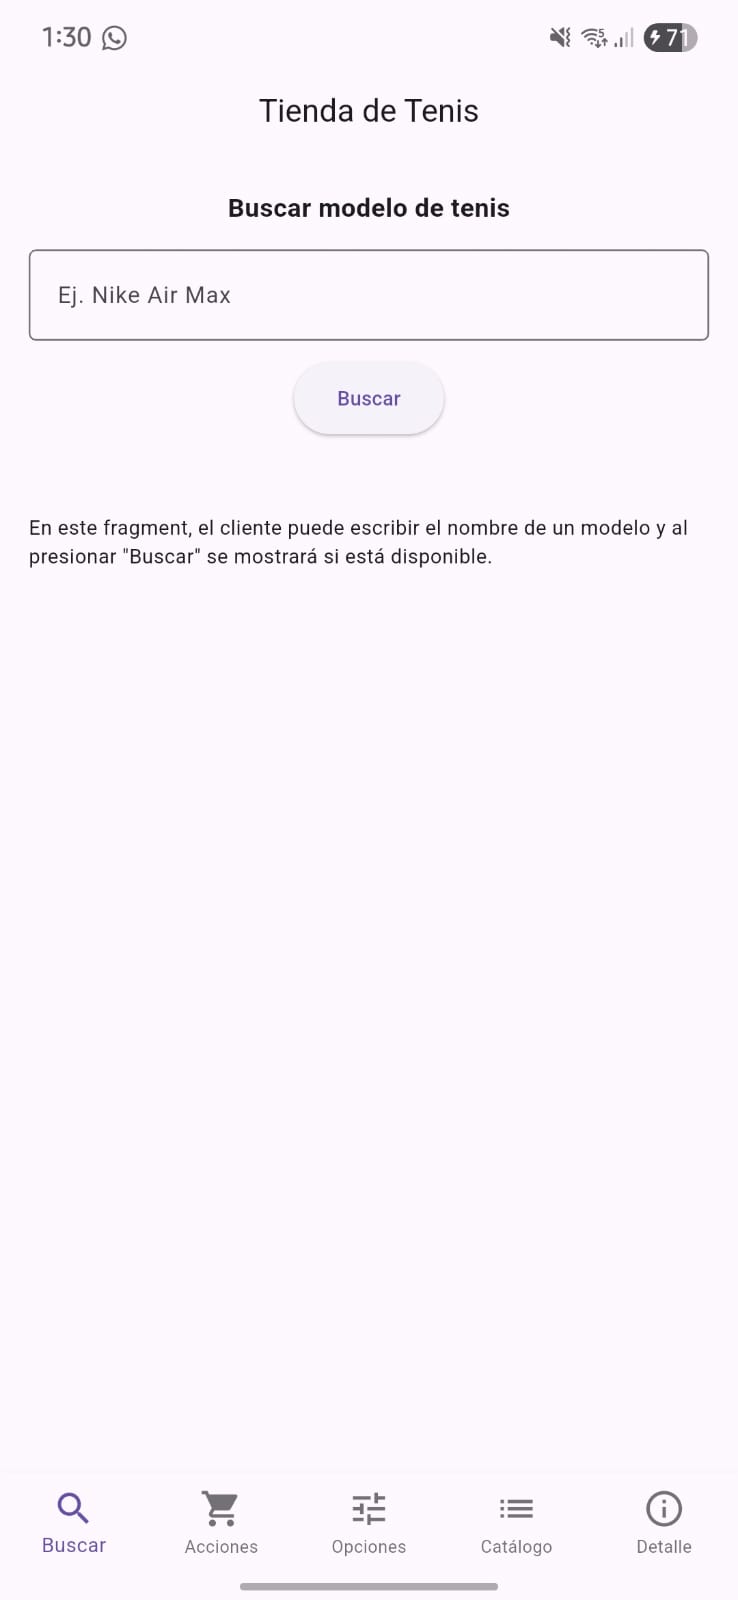 1:30
5
71
Tienda de Tenis
Buscar modelo de tenis
Ej. Nike Air Max
Buscar
En este fragment, el cliente puede escribir el nombre de un modelo y al
presionar "Buscar" se mostrará si está disponible.
Buscar
Acciones
Opciones
Catálogo
Detalle